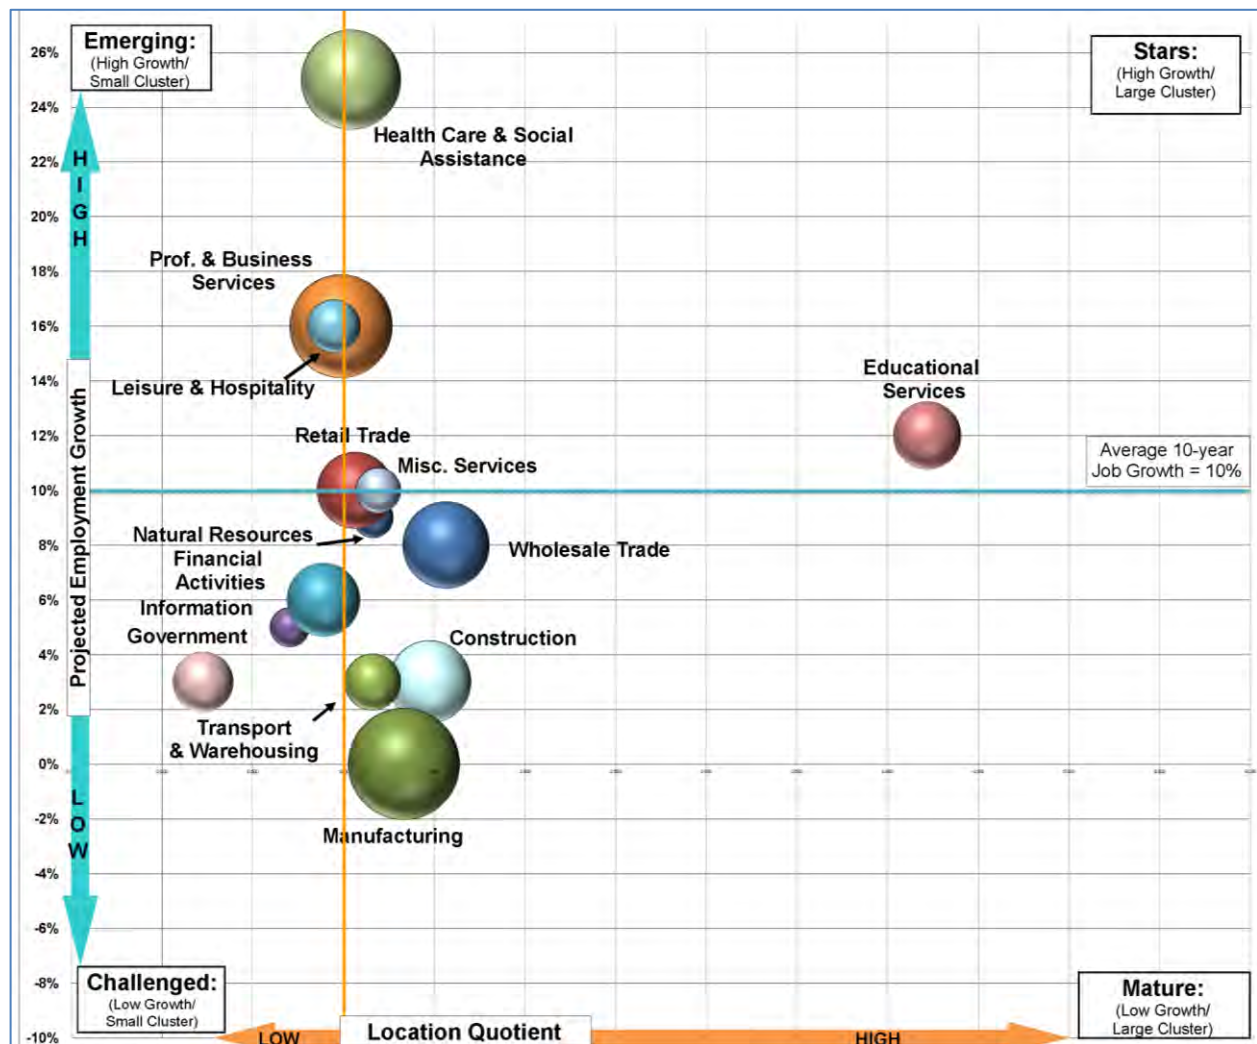 Emerging:
(High Growth/
Small Cluster)
Stars:
(High Growth/
Large Cluster)
26%
24%
22%
20%
18%
16%
14%
12%
10%
8%
6%
4%
2%
0%
-2%
-4%
-6%
-8%
-10%
HIGH
Projected Employment Growth
LOW
Health Care & Social
Assistance
Prof. & Business
Services
Leisure & Hospitality
Educational
Services
Retail Trade
Misc. Services
Average 10-year
Job Growth = 10%
Natural Resources
Wholesale Trade
Financial
Activities
Information
Government
Construction
Transport
& Warehousing
Manufacturing
Challenged:
(Low Growth/
Small Cluster)
Mature:
(Low Growth/
Large Cluster)
LOW
Location Quotient
HIGH